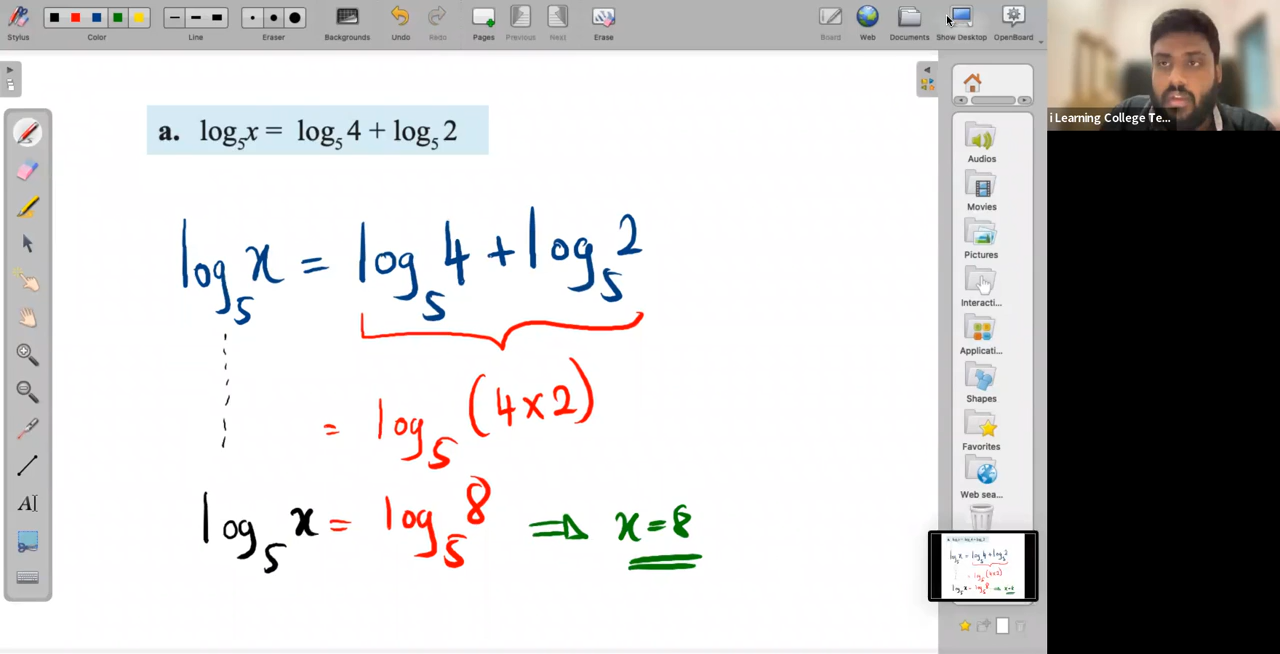 Stylus Color Line Eraser Backgrounds Undo Redo Pages Previous Next Erase Board Web Documents Show Desktop OpenBoard
i Learning College Te...
a. log₅x = log₅ 4 + log₅ 2
log₅ x = log₅ 4 + log₅ 2
= log₅ (4×2)
log₅ x = log₅ 8 ⇒ x = 8
Audios
Movies
Pictures
Interacti...
Applicati...
Shapes
Favorites
Web sea...
AI